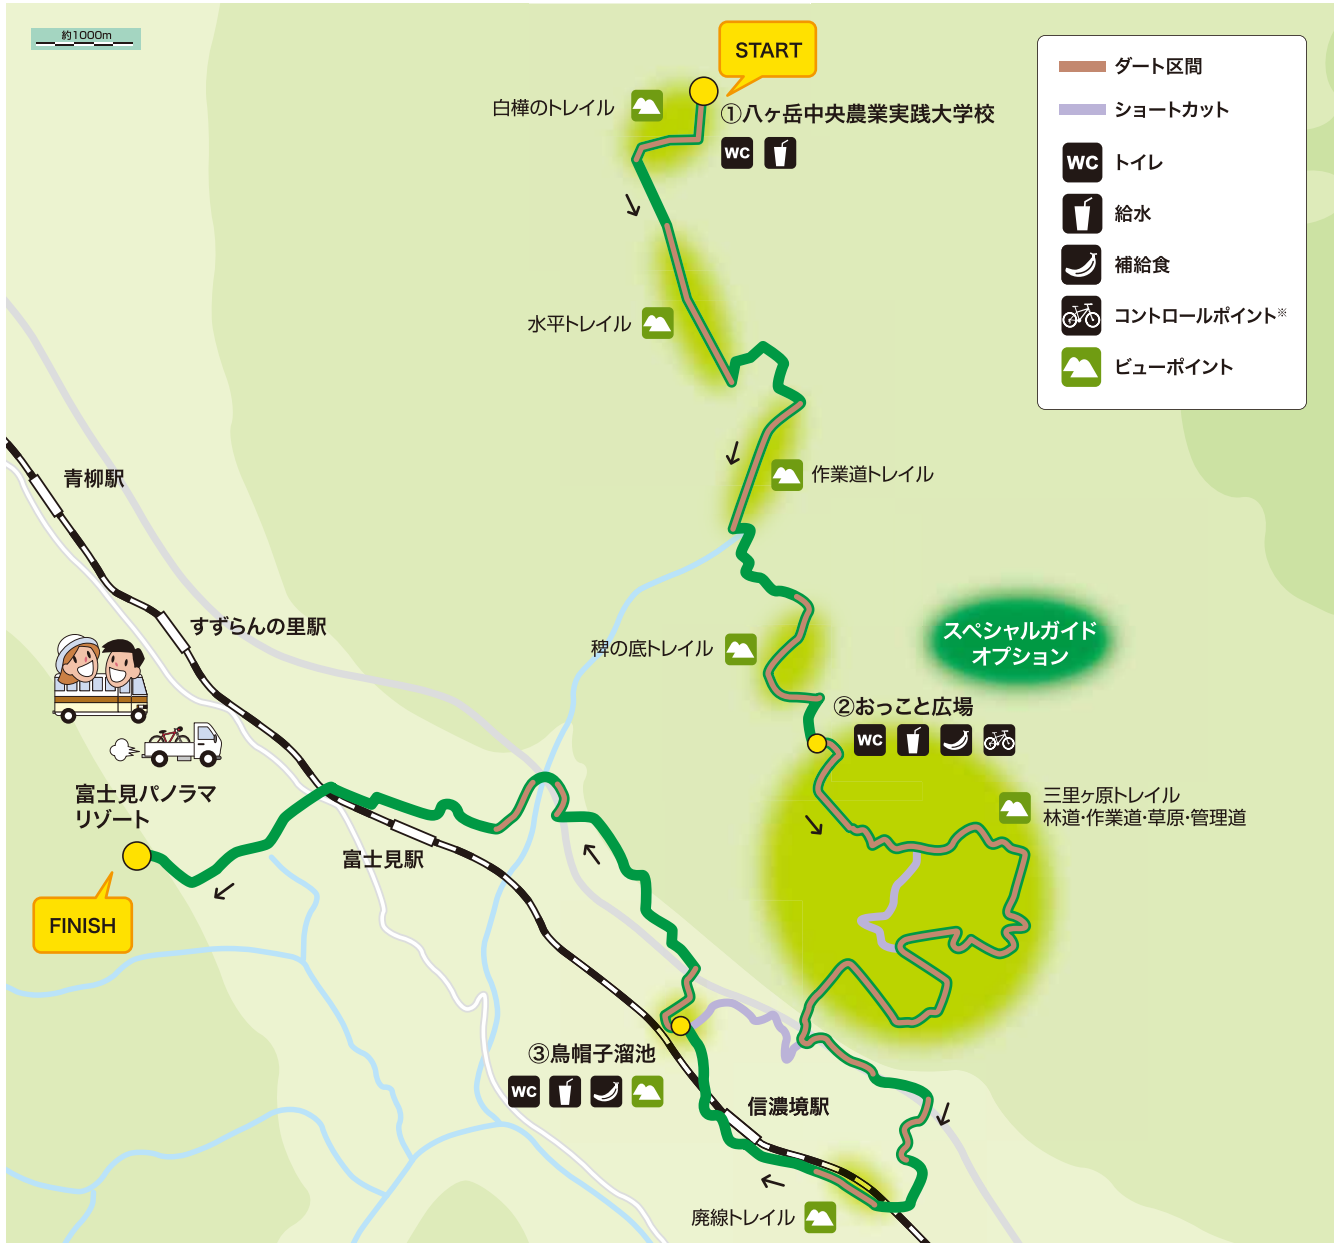 約1000m
START
白樺のトレイル
①八ヶ岳中央農業実践大学校
WC
ダート区間
ショートカット
WC トイレ
給水
補給食
コントロールポイント※
ビューポイント
水平トレイル
青柳駅
作業道トレイル
すずらんの里駅
稗の底トレイル
スペシャルガイド
オプション
②おっこと広場
WC
富士見パノラマ
リゾート
三里ヶ原トレイル
林道・作業道・草原・管理道
富士見駅
FINISH
③烏帽子溜池
WC
信濃境駅
廃線トレイル